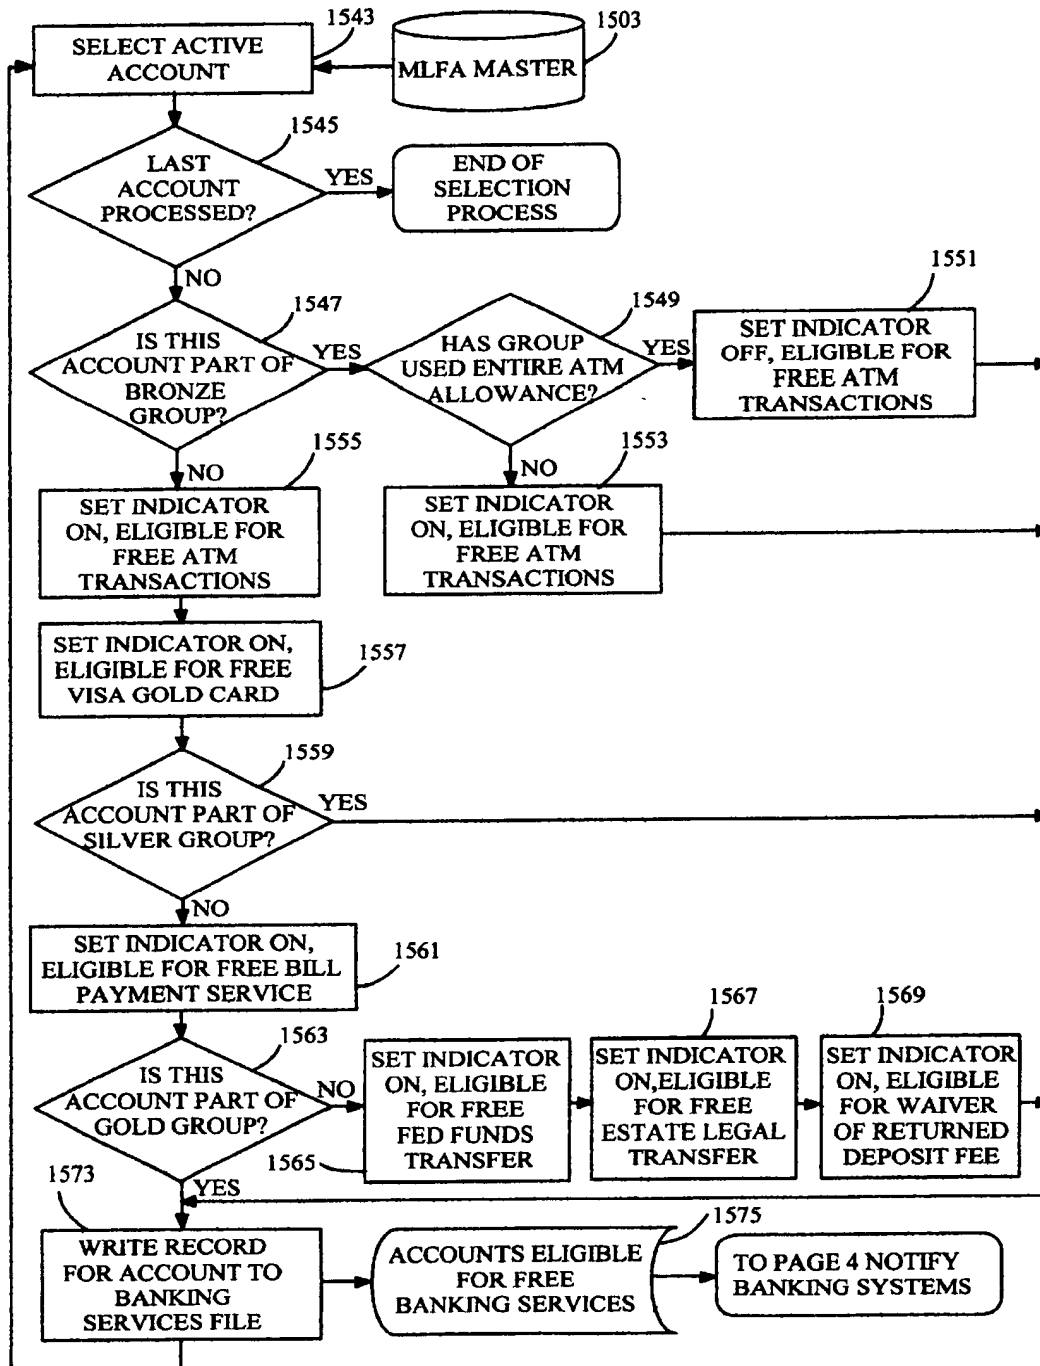 1543
SELECT ACTIVE
ACCOUNT
1503
MLFA MASTER
1545
LAST
ACCOUNT
PROCESSED?
YES
END OF
SELECTION
PROCESS
NO
1547
IS THIS
ACCOUNT PART OF
BRONZE
GROUP?
YES
1549
HAS GROUP
USED ENTIRE ATM
ALLOWANCE?
YES
1551
SET INDICATOR
OFF, ELIGIBLE FOR
FREE ATM
TRANSACTIONS
NO
1555
SET INDICATOR
ON, ELIGIBLE FOR
FREE ATM
TRANSACTIONS
NO
1553
SET INDICATOR
ON, ELIGIBLE FOR
FREE ATM
TRANSACTIONS
SET INDICATOR ON,
ELIGIBLE FOR FREE
VISA GOLD CARD
1557
1559
IS THIS
ACCOUNT PART OF
SILVER GROUP?
YES
NO
SET INDICATOR ON,
ELIGIBLE FOR FREE BILL
PAYMENT SERVICE
1561
1563
IS THIS
ACCOUNT PART OF
GOLD GROUP?
NO
1565
SET INDICATOR
ON, ELIGIBLE
FOR FREE
FED FUNDS
TRANSFER
1567
SET INDICATOR
ON,ELIGIBLE
FOR FREE
ESTATE LEGAL
TRANSFER
1569
SET INDICATOR
ON, ELIGIBLE
FOR WAIVER
OF RETURNED
DEPOSIT FEE
YES
1573
WRITE RECORD
FOR ACCOUNT TO
BANKING
SERVICES FILE
1575
ACCOUNTS ELIGIBLE
FOR FREE
BANKING SERVICES
TO PAGE 4 NOTIFY
BANKING SYSTEMS